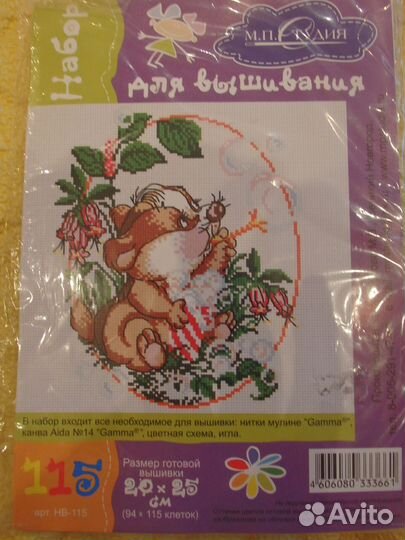 Набор
М.П.Студия
для вышивания
В набор входит все необходимое для вышивки: нитки мулине "Gamma®",
канва Aida №14 "Gamma®", цветная схема, игла.
115
арт. НВ-115
Размер готовой
вышивки
20 x 25
см
(94 x 115 клеток)
4 606080 333661
Avito